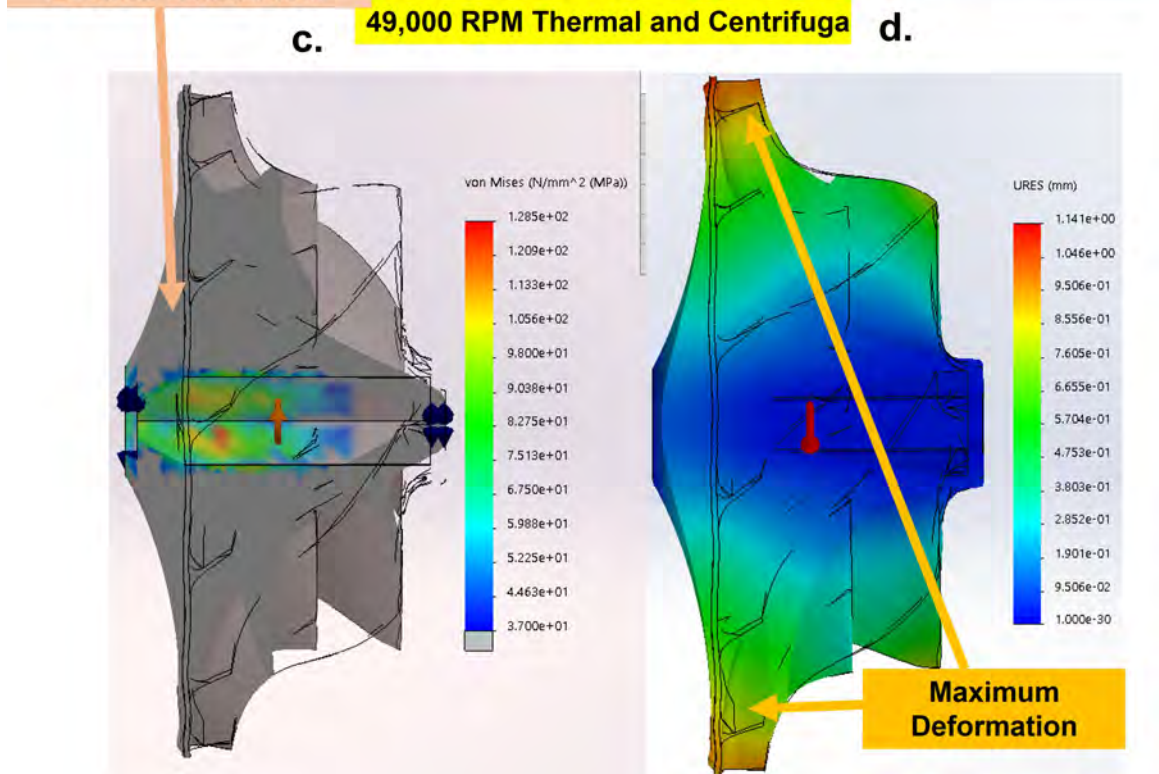 49,000 RPM Thermal and Centrifuga
c.
d.
von Mises (N/mm^2 (MPa))
1.285e+02
1.209e+02
1.133e+02
1.056e+02
9.800e+01
9.038e+01
8.275e+01
7.513e+01
6.750e+01
5.988e+01
5.225e+01
4.463e+01
3.700e+01
URES (mm)
1.141e+00
1.046e+00
9.506e-01
8.556e-01
7.605e-01
6.655e-01
5.704e-01
4.753e-01
3.803e-01
2.852e-01
1.901e-01
9.506e-02
1.000e-30
Maximum
Deformation